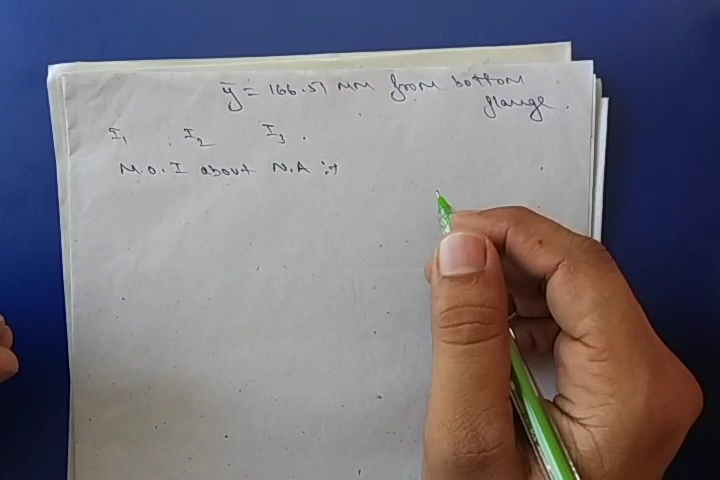 ȳ = 166.51 MM from bottom
flange.
I₁ I₂ I₃.
M.O.I about N.A :→